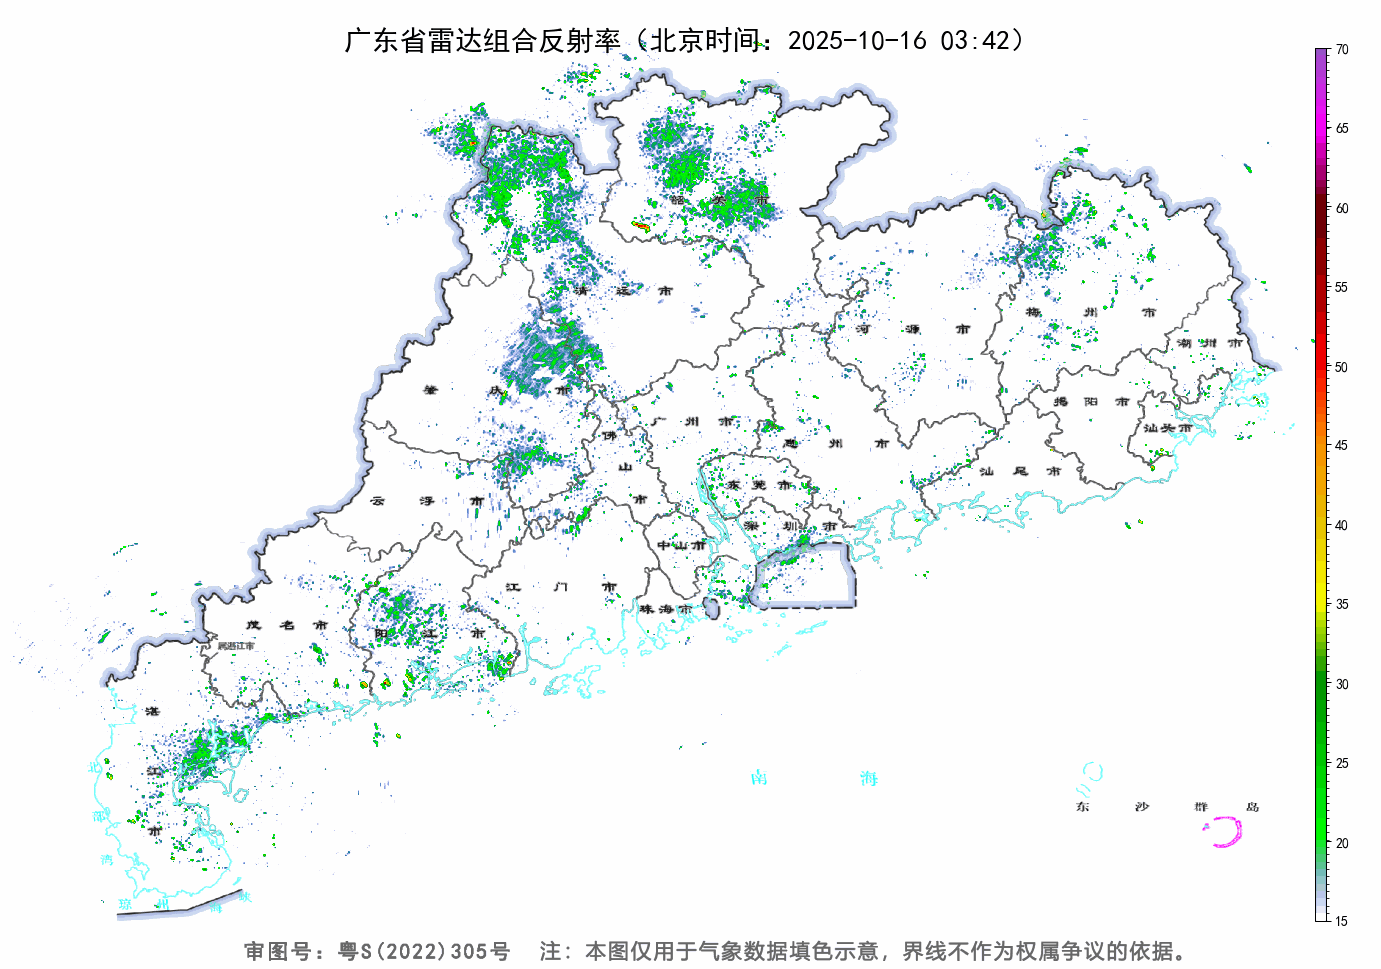 广东省雷达组合反射率（北京时间：2025-10-16 03:42）
70
65
60
55
50
45
40
35
30
25
20
15
韶关市
清远市
河源市
梅州市
潮州市
肇庆市
揭阳市
广州市
汕头市
佛山市
惠州市
汕尾市
云浮市
东莞市
深圳市
中山市
江门市
珠海市
茂名市
阳江市
属湛江市
湛江市
北部湾
南海
东沙群岛
琼州海峡
审图号：粤S(2022)305号 注：本图仅用于气象数据填色示意，界线不作为权属争议的依据。